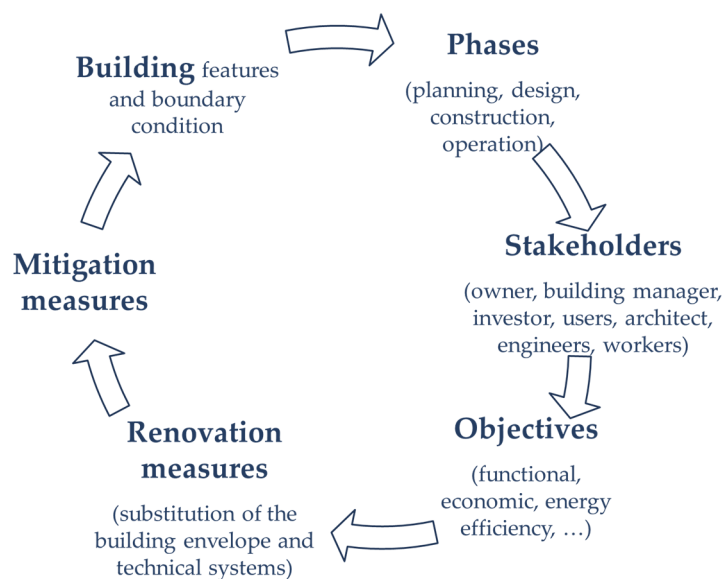 Building features
and boundary
condition
Phases
(planning, design,
construction,
operation)
Stakeholders
(owner, building manager,
investor, users, architect,
engineers, workers)
Objectives
(functional,
economic, energy
efficiency, …)
Renovation
measures
(substitution of the
building envelope and
technical systems)
Mitigation
measures